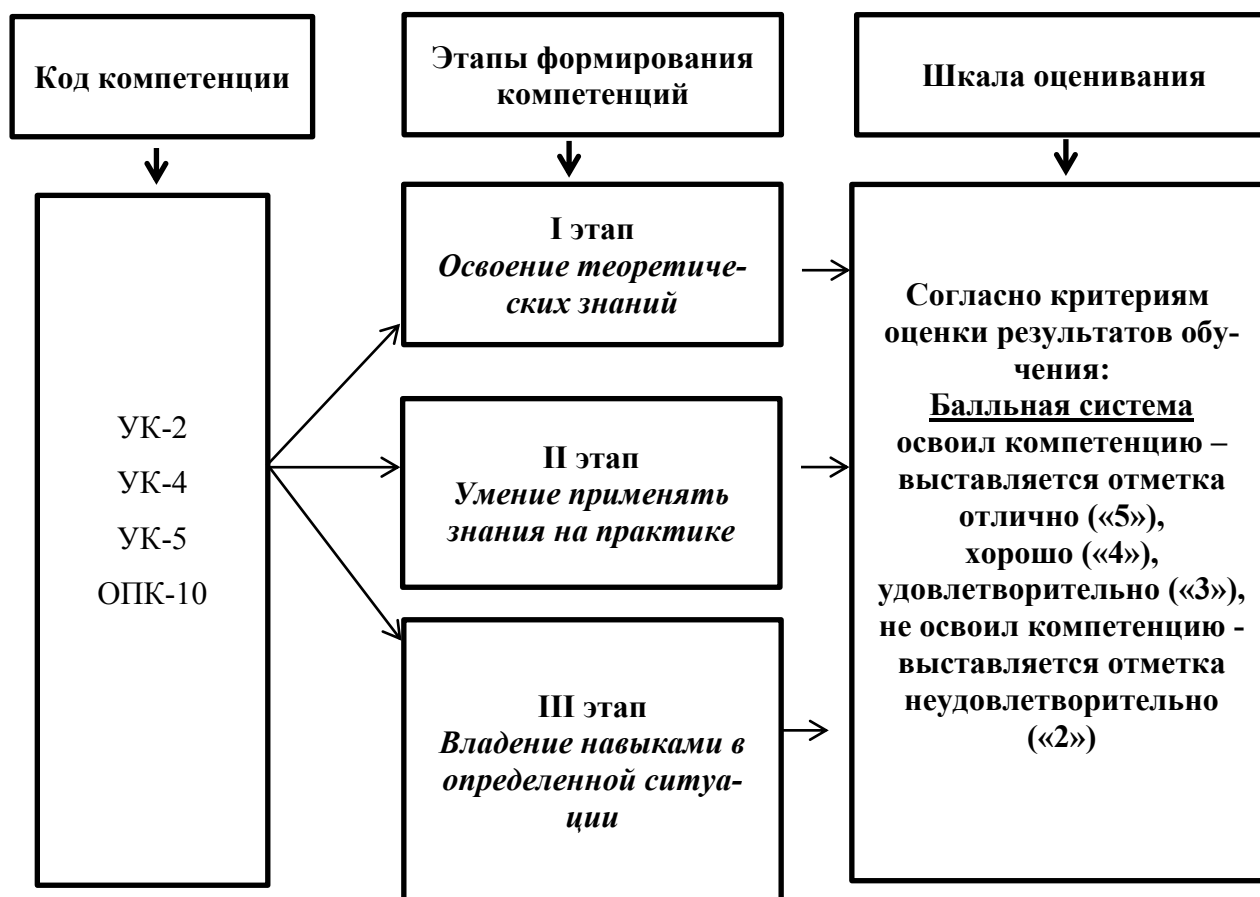 Код компетенции
Этапы формирования
компетенций
Шкала оценивания
УК-2
УК-4
УК-5
ОПК-10
I этап
Освоение теоретиче-
ских знаний
II этап
Умение применять
знания на практике
III этап
Владение навыками в
определенной ситуа-
ции
Согласно критериям
оценки результатов обу-
чения:
Балльная система
освоил компетенцию –
выставляется отметка
отлично («5»),
хорошо («4»),
удовлетворительно («3»),
не освоил компетенцию -
выставляется отметка
неудовлетворительно
(«2»)